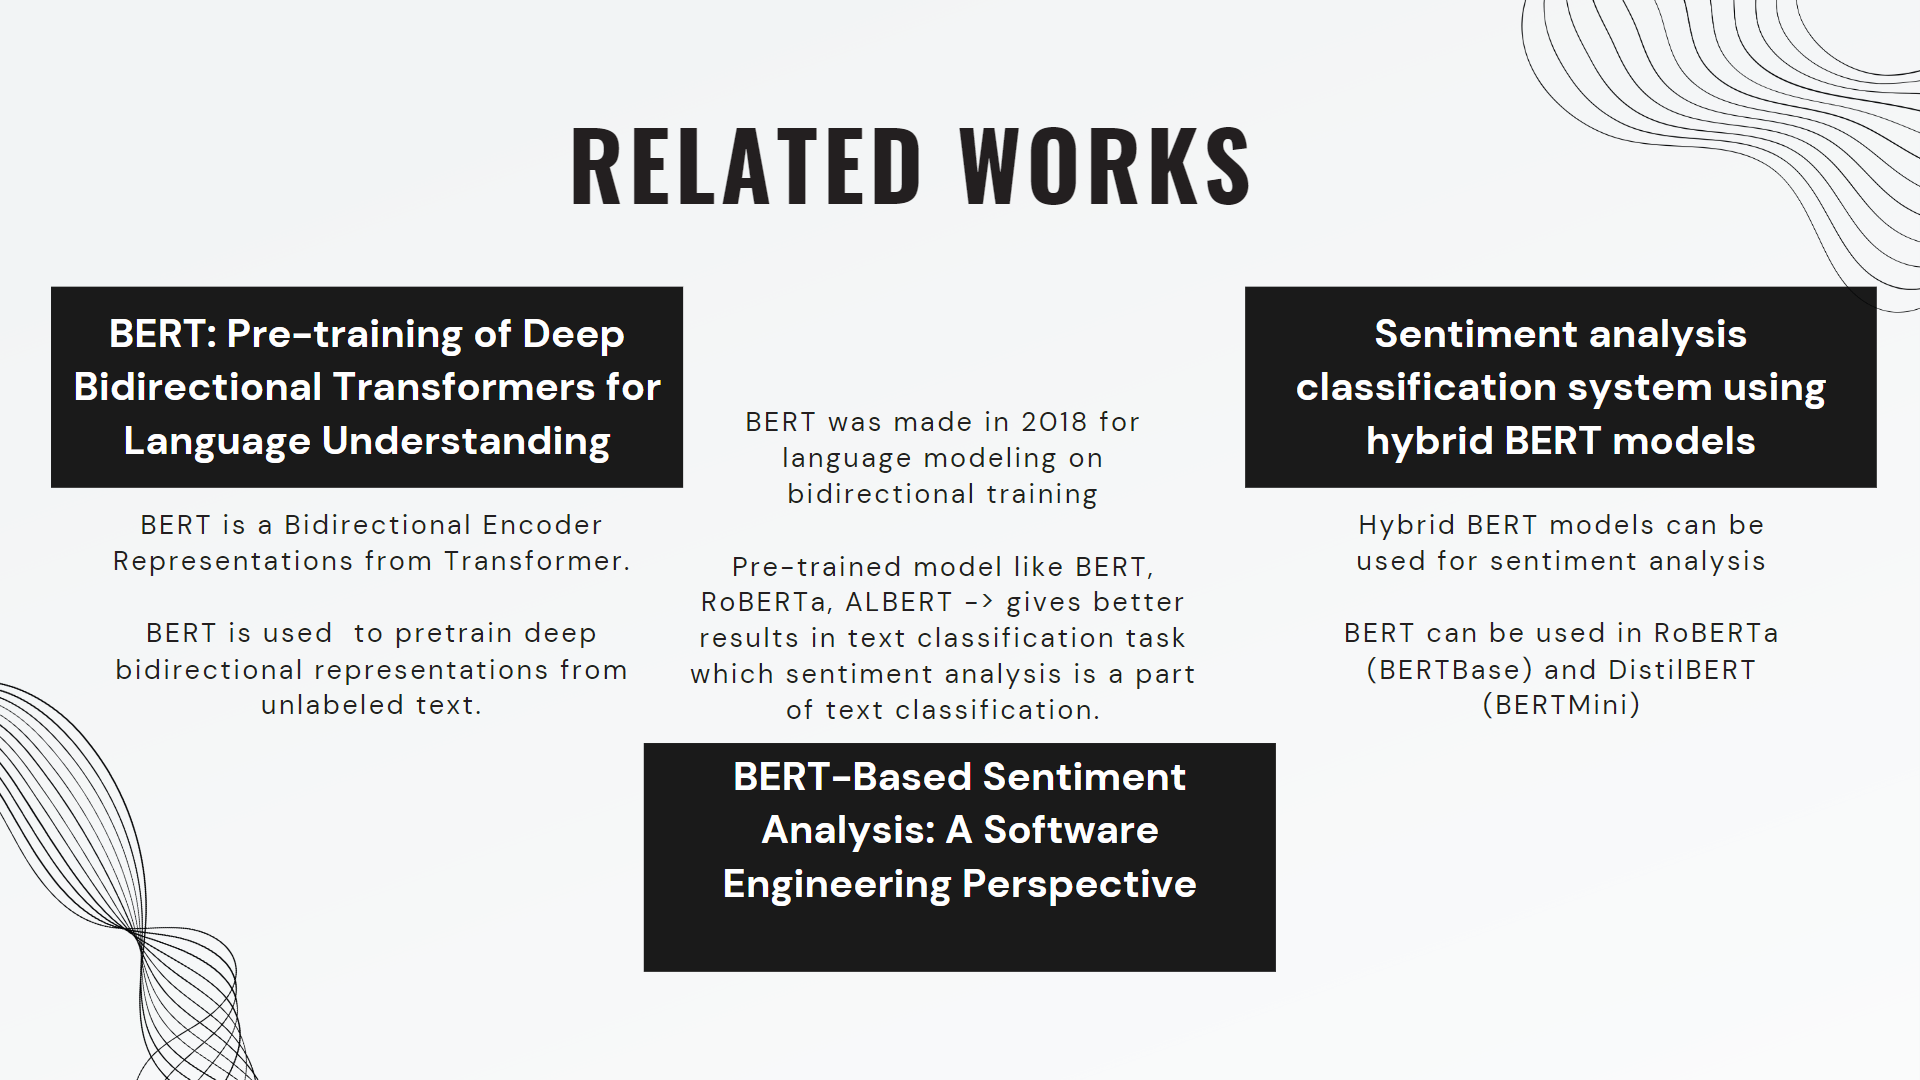 RELATED WORKS
BERT: Pre-training of Deep
Bidirectional Transformers for
Language Understanding
BERT is a Bidirectional Encoder
Representations from Transformer.
BERT is used  to pretrain deep
bidirectional representations from
unlabeled text.
BERT was made in 2018 for
language modeling on
bidirectional training
Pre-trained model like BERT,
RoBERTa, ALBERT -> gives better
results in text classification task
which sentiment analysis is a part
of text classification.
BERT-Based Sentiment
Analysis: A Software
Engineering Perspective
Sentiment analysis
classification system using
hybrid BERT models
Hybrid BERT models can be
used for sentiment analysis
BERT can be used in RoBERTa
(BERTBase) and DistilBERT
(BERTMini)